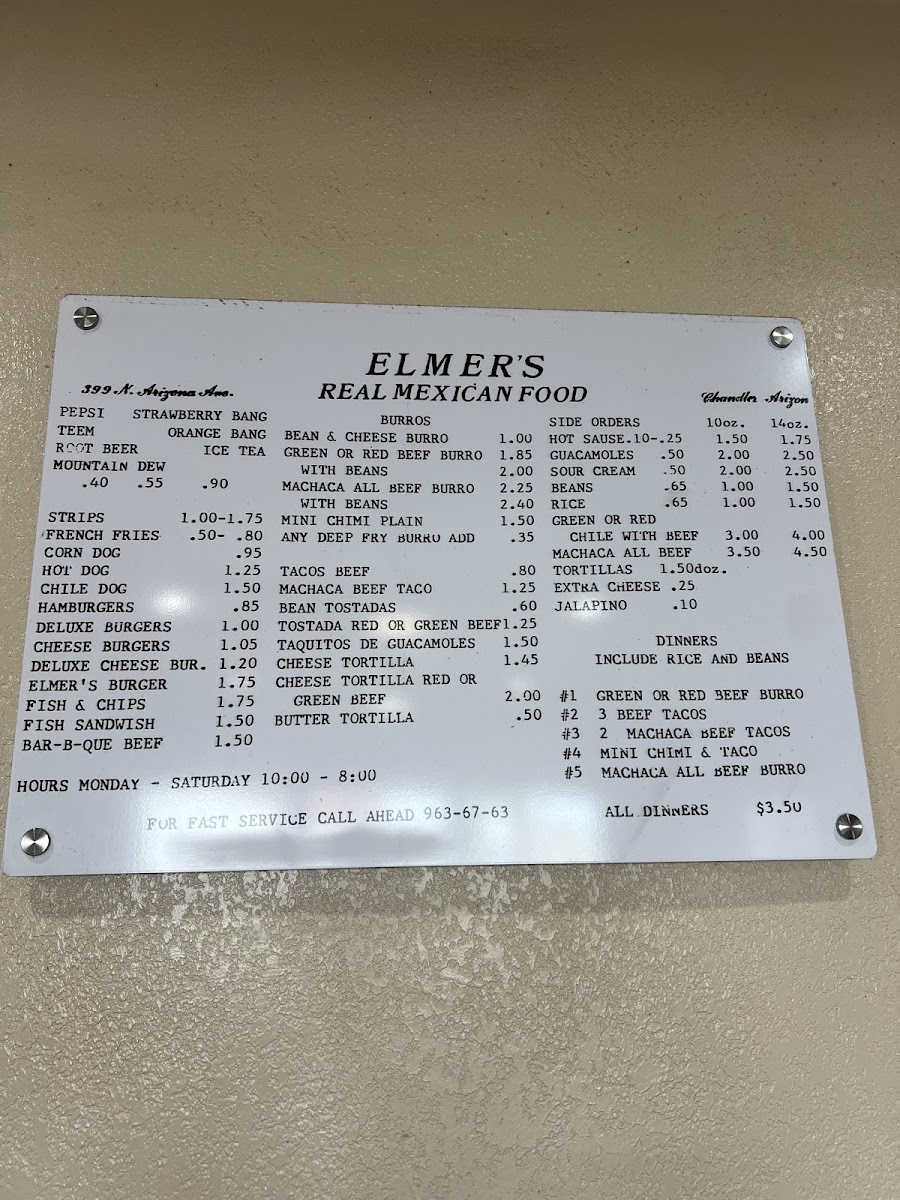 ELMER'S
REAL MEXICAN FOOD
399 N. Arizona Ave.
Chandler Arizon
PEPSI STRAWBERRY BANG
TEEM ORANGE BANG
ROOT BEER ICE TEA
MOUNTAIN DEW
.40 .55 .90
STRIPS 1.00-1.75
FRENCH FRIES .50- .80
CORN DOG .95
HOT DOG 1.25
CHILE DOG 1.50
HAMBURGERS .85
DELUXE BURGERS 1.00
CHEESE BURGERS 1.05
DELUXE CHEESE BUR. 1.20
ELMER'S BURGER 1.75
FISH & CHIPS 1.75
FISH SANDWISH 1.50
BAR-B-QUE BEEF 1.50
BURROS
BEAN & CHEESE BURRO 1.00
GREEN OR RED BEEF BURRO 1.85
WITH BEANS 2.00
MACHACA ALL BEEF BURRO 2.25
WITH BEANS 2.40
MINI CHIMI PLAIN 1.50
ANY DEEP FRY BURRO ADD .35
TACOS BEEF .80
MACHACA BEEF TACO 1.25
BEAN TOSTADAS .60
TOSTADA RED OR GREEN BEEF1.25
TAQUITOS DE GUACAMOLES 1.50
CHEESE TORTILLA 1.45
CHEESE TORTILLA RED OR
GREEN BEEF 2.00
BUTTER TORTILLA .50
SIDE ORDERS 10oz. 14oz.
HOT SAUSE.10-.25 1.50 1.75
GUACAMOLES .50 2.00 2.50
SOUR CREAM .50 2.00 2.50
BEANS .65 1.00 1.50
RICE .65 1.00 1.50
GREEN OR RED
CHILE WITH BEEF 3.00 4.00
MACHACA ALL BEEF 3.50 4.50
TORTILLAS 1.50doz.
EXTRA CHEESE .25
JALAPINO .10
DINNERS
INCLUDE RICE AND BEANS
#1 GREEN OR RED BEEF BURRO
#2 3 BEEF TACOS
#3 2 MACHACA BEEF TACOS
#4 MINI CHIMI & TACO
#5 MACHACA ALL BEEF BURRO
ALL DINNERS $3.50
HOURS MONDAY - SATURDAY 10:00 - 8:00
FOR FAST SERVICE CALL AHEAD 963-67-63